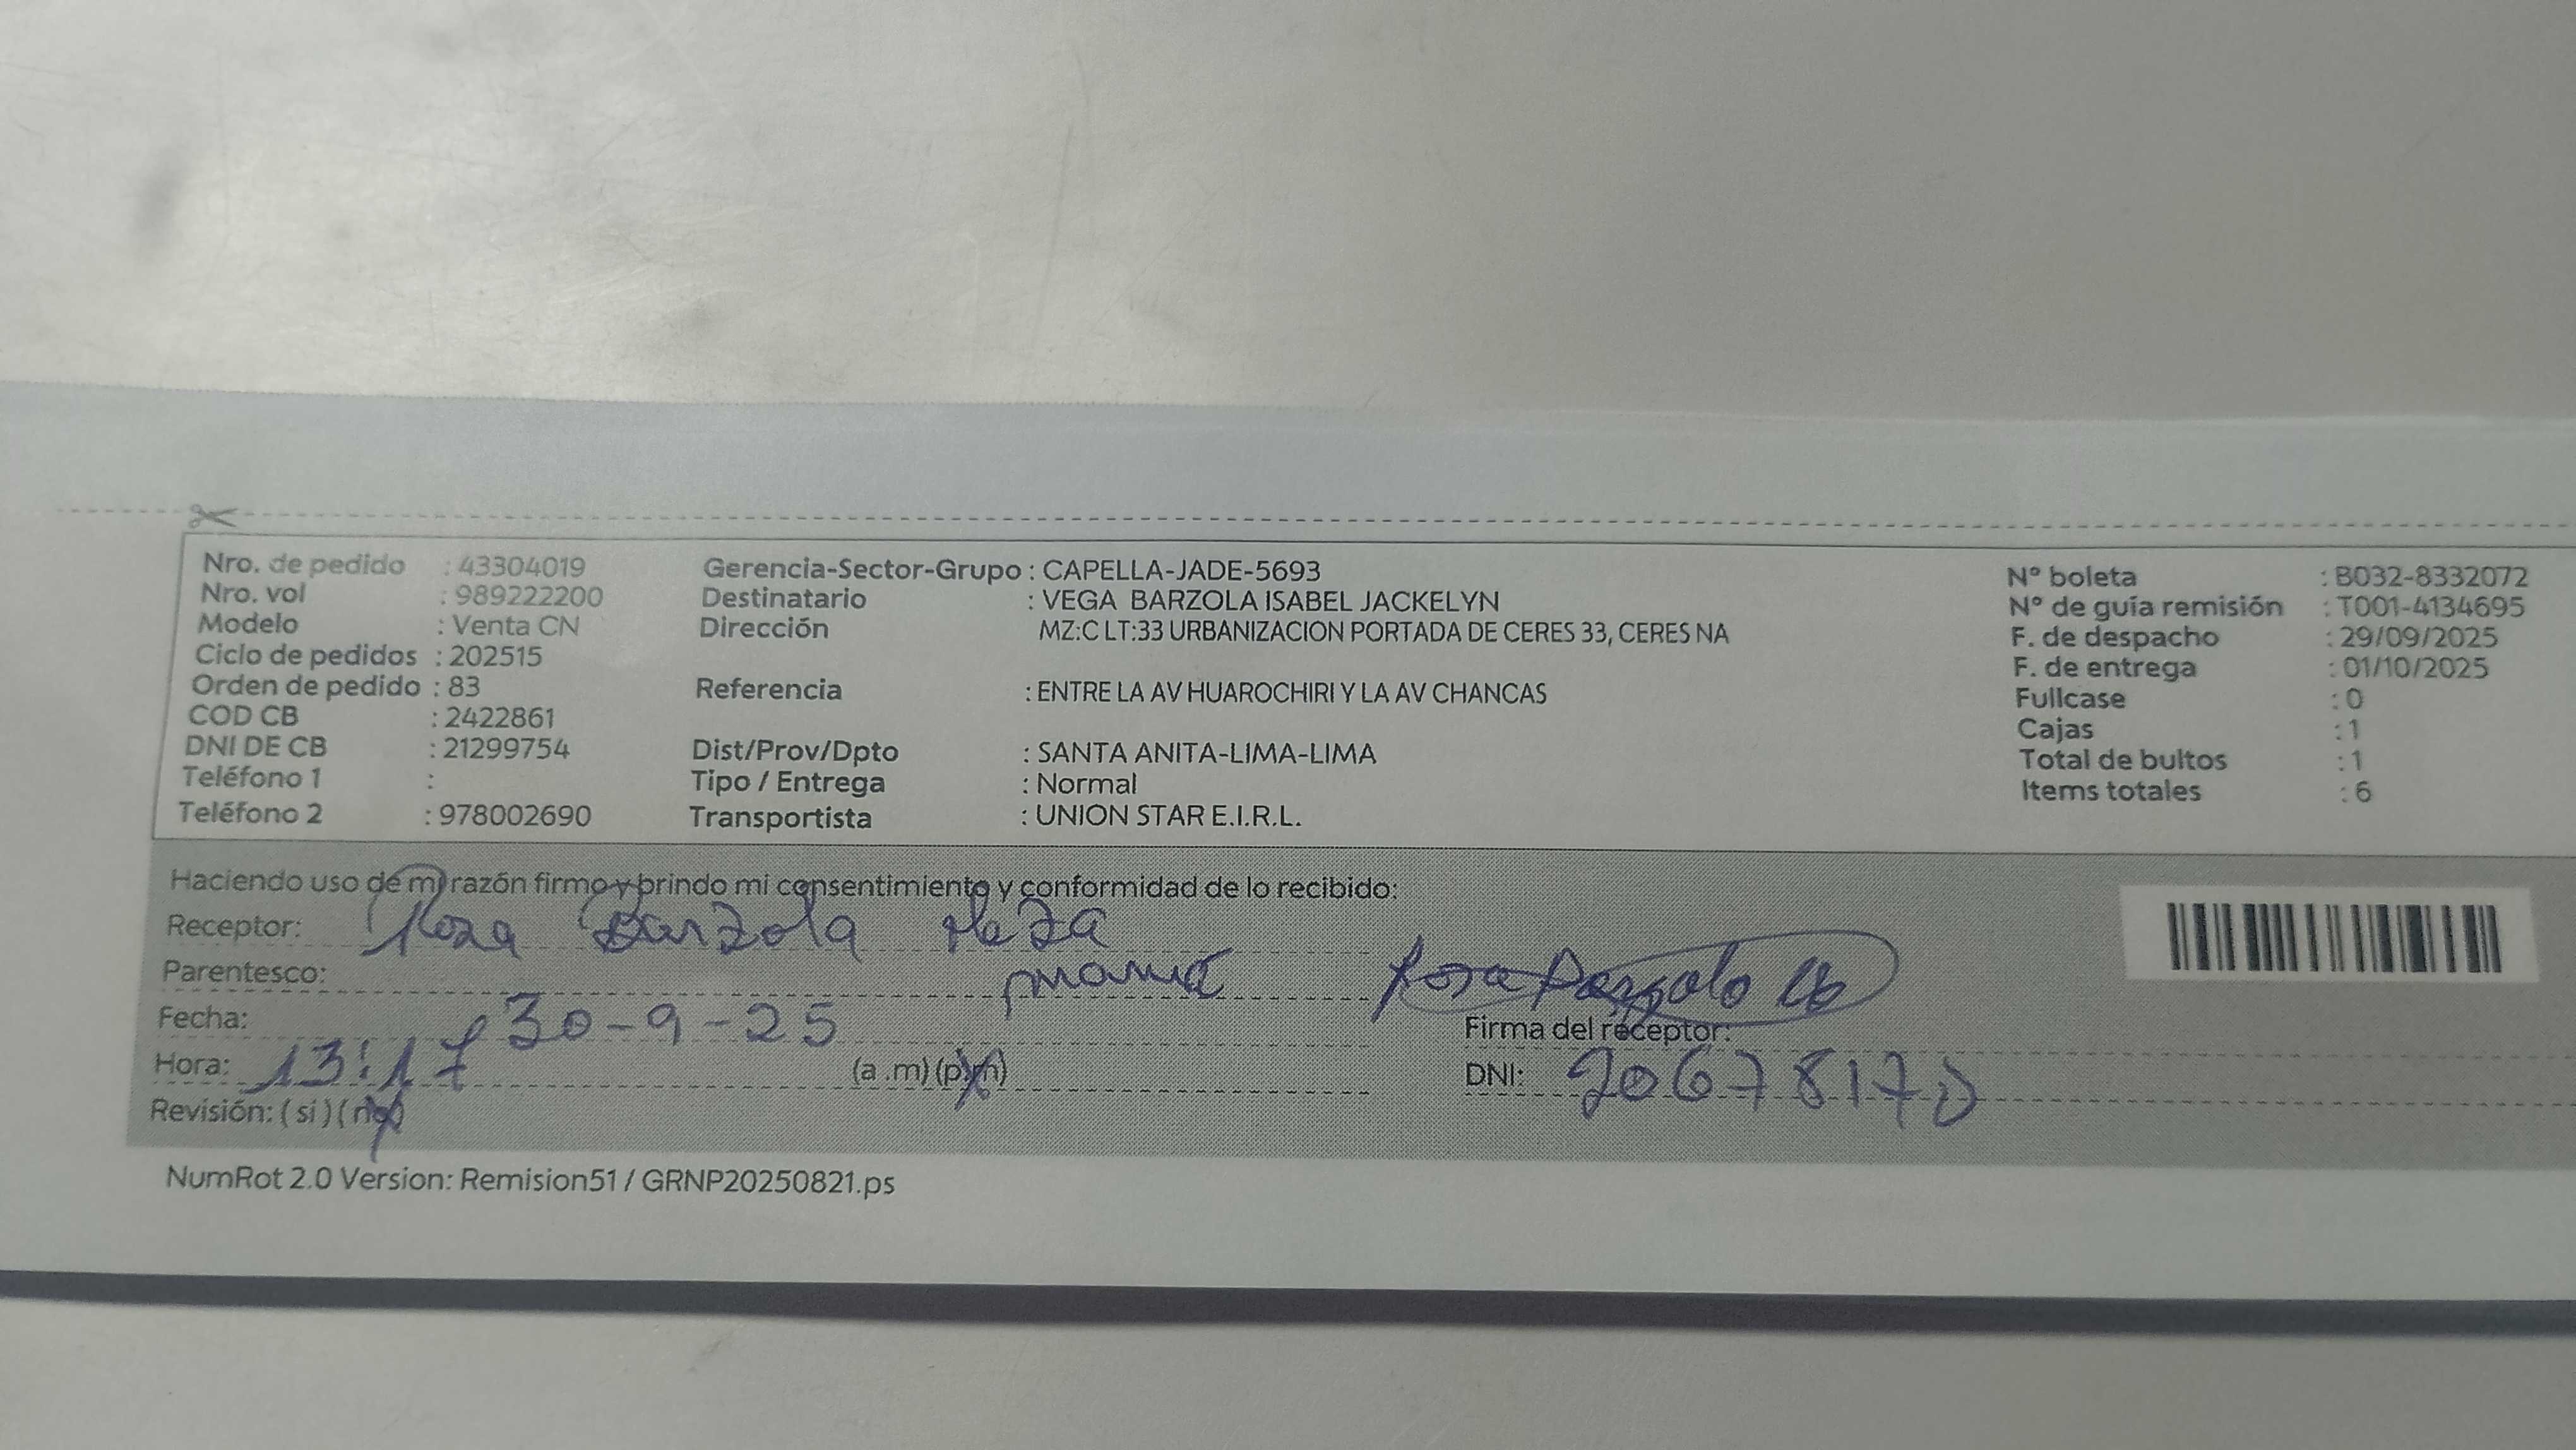 Nro. de pedido : 43304019
Nro. vol : 989222200
Modelo : Venta CN
Ciclo de pedidos : 202515
Orden de pedido : 83
COD CB : 2422861
DNI DE CB : 21299754
Teléfono 1 :
Teléfono 2 : 978002690
Gerencia-Sector-Grupo : CAPELLA-JADE-5693
Destinatario : VEGA BARZOLA ISABEL JACKELYN
Dirección MZ:C LT:33 URBANIZACION PORTADA DE CERES 33, CERES NA
Referencia : ENTRE LA AV HUAROCHIRI Y LA AV CHANCAS
Dist/Prov/Dpto : SANTA ANITA-LIMA-LIMA
Tipo / Entrega : Normal
Transportista : UNION STAR E.I.R.L.
N° boleta : B032-8332072
N° de guía remisión : T001-4134695
F. de despacho : 29/09/2025
F. de entrega : 01/10/2025
Fullcase : 0
Cajas : 1
Total de bultos : 1
Items totales : 6
Haciendo uso de mi razón firmo y brindo mi consentimiento y conformidad de lo recibido:
Receptor: Rosa Barzola Meza
Parentesco: mamá
Fecha: 30-9-25
Hora: 13:17 (a .m) (p.m)
Revisión: ( si ) ( no )
Rosa Barzola
Firma del receptor:
DNI: 2067817
NumRot 2.0 Version: Remision51 / GRNP20250821.ps